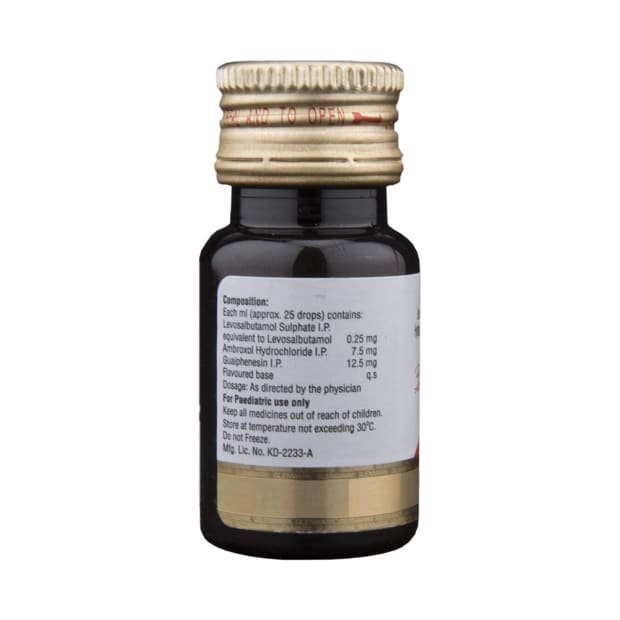 AND TO OPEN
Composition:
Each ml (approx. 25 drops) contains:
Levosalbutamol Sulphate I.P.
equivalent to Levosalbutamol 0.25 mg
Ambroxol Hydrochloride I.P. 7.5 mg
Guaiphenesin I.P. 12.5 mg
Flavoured base q.s
Dosage: As directed by the physician
For Paediatric use only
Keep all medicines out of reach of children.
Store at temperature not exceeding 30°C.
Do not Freeze.
Mfg. Lic. No. KD-2233-A